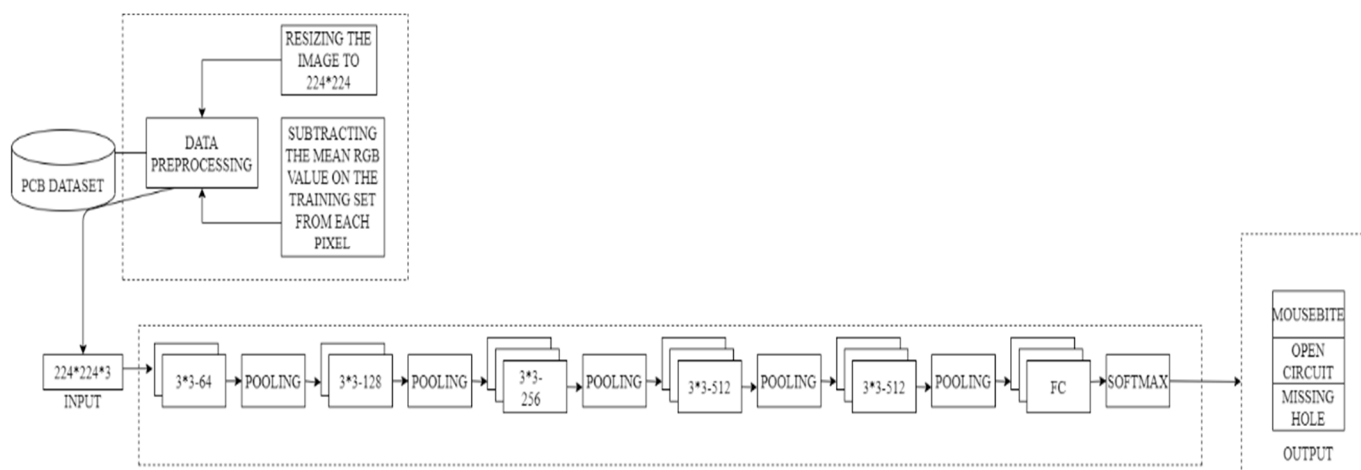 RESIZING THE
IMAGE TO
224*224
DATA
PREPROCESSING
SUBTRACTING
THE MEAN RGB
VALUE ON THE
TRAINING SET
FROM EACH
PIXEL
PCB DATASET
224*224*3
INPUT
3*3-64
POOLING
3*3-128
POOLING
3*3-
256
POOLING
3*3-512
POOLING
3*3-512
POOLING
FC
SOFTMAX
MOUSEBITE
OPEN
CIRCUIT
MISSING
HOLE
OUTPUT